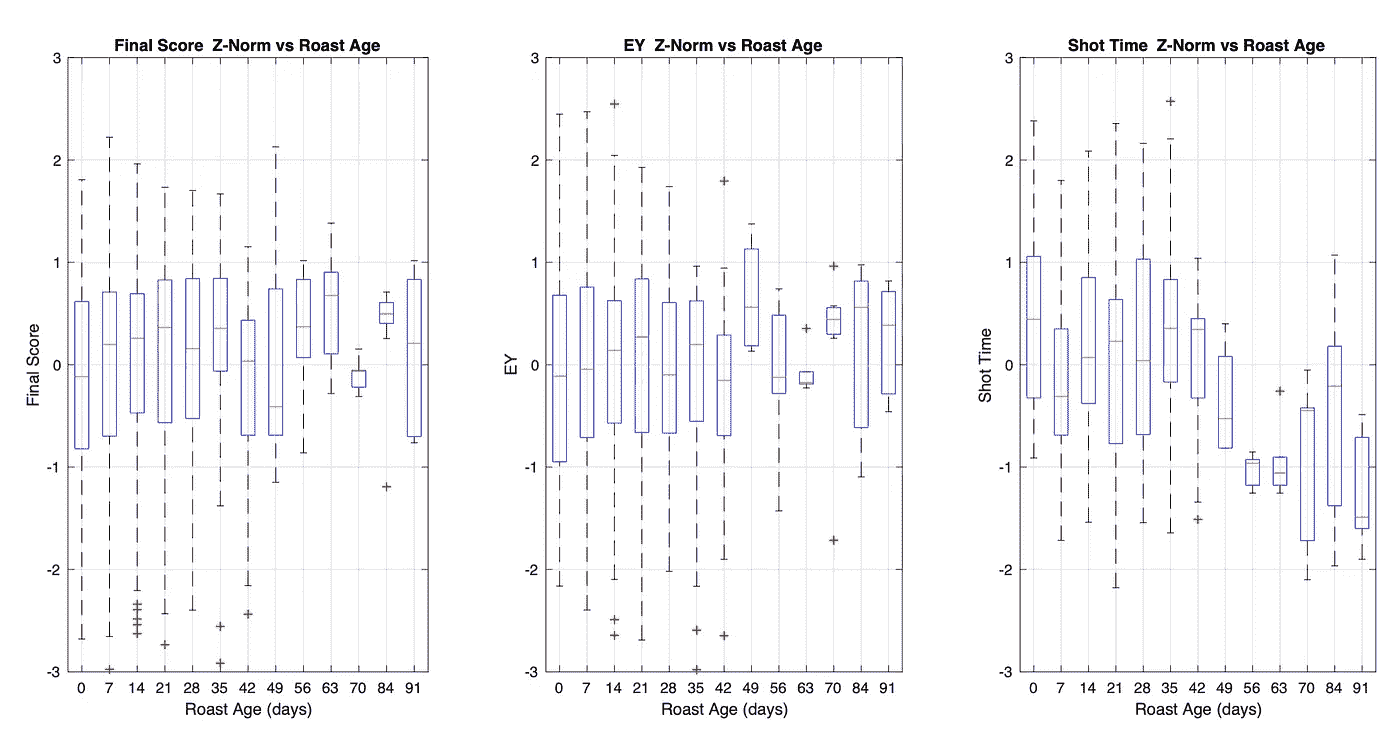 Final Score Z-Norm vs Roast Age
3
2
1
0
-1
-2
-3
Final Score
0 7 14 21 28 35 42 49 56 63 70 84 91
Roast Age (days)
EY Z-Norm vs Roast Age
3
2
1
0
-1
-2
-3
EY
0 7 14 21 28 35 42 49 56 63 70 84 91
Roast Age (days)
Shot Time Z-Norm vs Roast Age
3
2
1
0
-1
-2
-3
Shot Time
0 7 14 21 28 35 42 49 56 63 70 84 91
Roast Age (days)